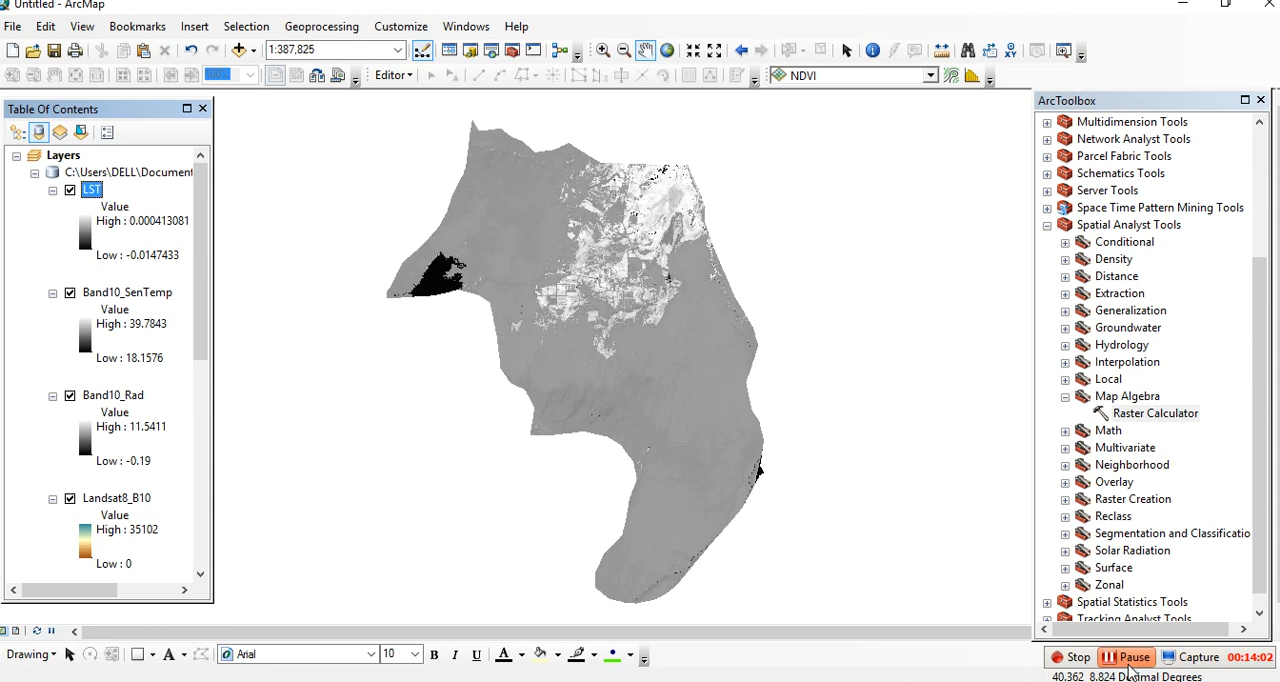 Untitled - ArcMap
File Edit View Bookmarks Insert Selection Geoprocessing Customize Windows Help
1:387,825
100% Editor NDVI
Table Of Contents
Layers
C:\Users\DELL\Document
LST
Value
High : 0.000413081
Low : -0.0147433
Band10_SenTemp
Value
High : 39.7843
Low : 18.1576
Band10_Rad
Value
High : 11.5411
Low : -0.19
Landsat8_B10
Value
High : 35102
Low : 0
ArcToolbox
Multidimension Tools
Network Analyst Tools
Parcel Fabric Tools
Schematics Tools
Server Tools
Space Time Pattern Mining Tools
Spatial Analyst Tools
Conditional
Density
Distance
Extraction
Generalization
Groundwater
Hydrology
Interpolation
Local
Map Algebra
Raster Calculator
Math
Multivariate
Neighborhood
Overlay
Raster Creation
Reclass
Segmentation and Classificatio
Solar Radiation
Surface
Zonal
Spatial Statistics Tools
Tracking Analyst Tools
Drawing A Arial 10 B I U A
Stop Pause Capture 00:14:02
40.362 8.824 Decimal Degrees